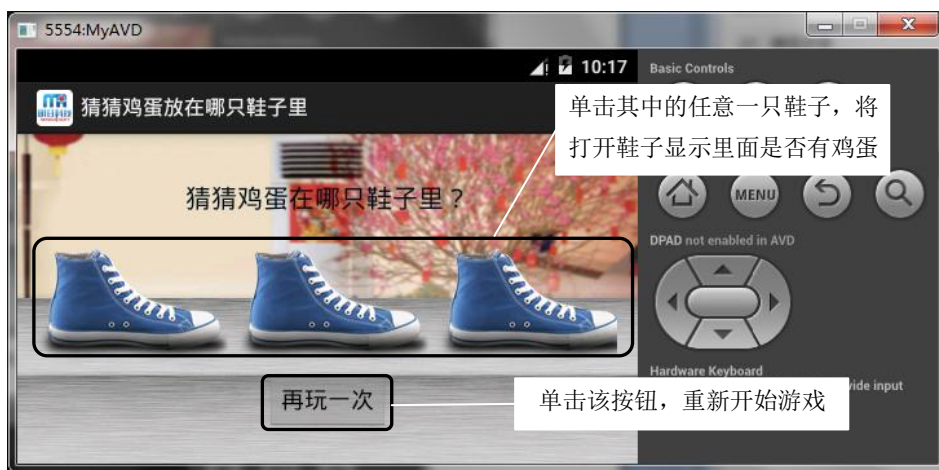 5554:MyAVD
10:17
Basic Controls
猜猜鸡蛋放在哪只鞋子里
单击其中的任意一只鞋子，将
打开鞋子显示里面是否有鸡蛋
猜猜鸡蛋在哪只鞋子里？
MENU
DPAD not enabled in AVD
Hardware Keyboard
vide input
再玩一次
单击该按钮，重新开始游戏